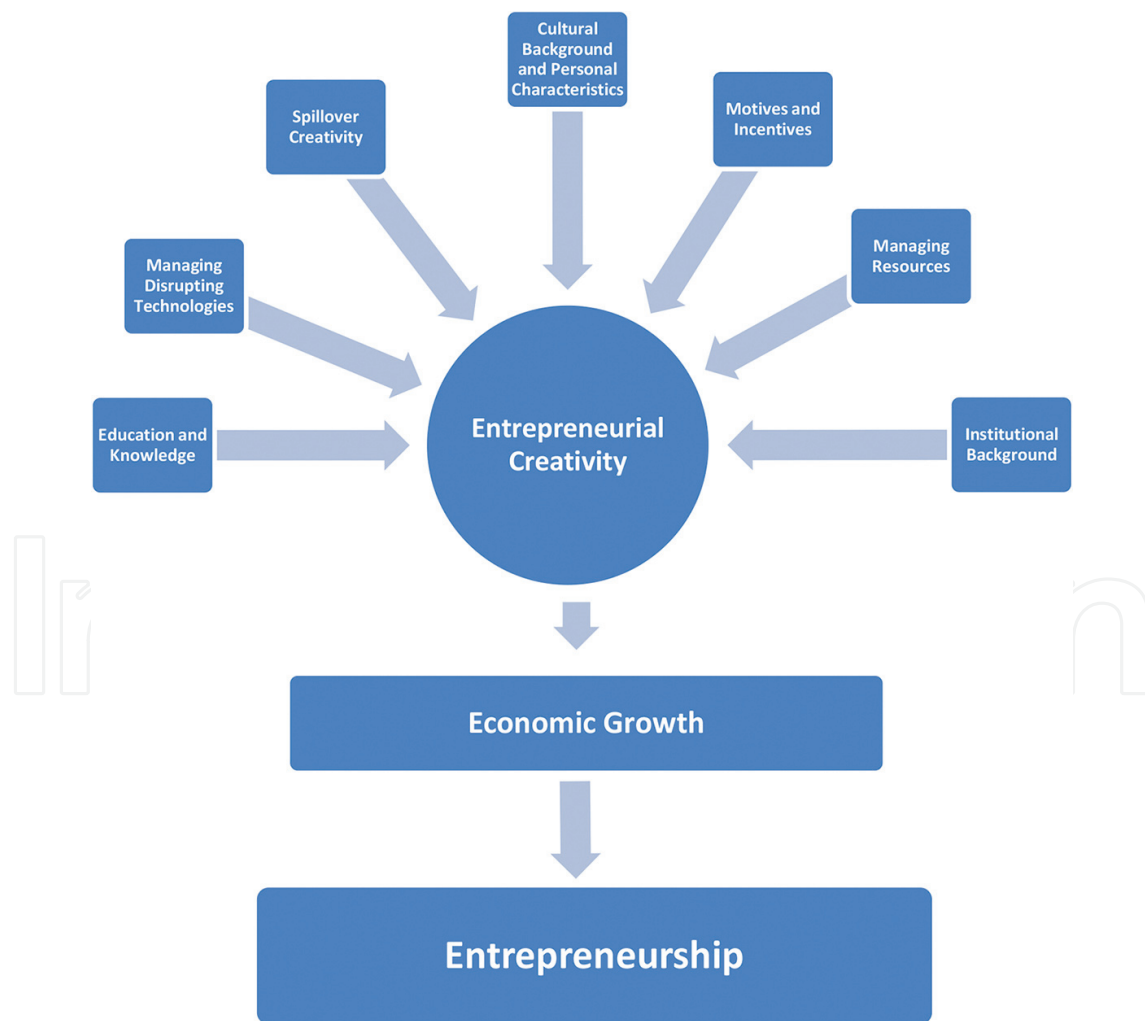 Cultural
Background
and Personal
Characteristics
Spillover
Creativity
Motives and
Incentives
Managing
Disrupting
Technologies
Managing
Resources
Education and
Knowledge
Entrepreneurial
Creativity
Institutional
Background
Economic Growth
Entrepreneurship